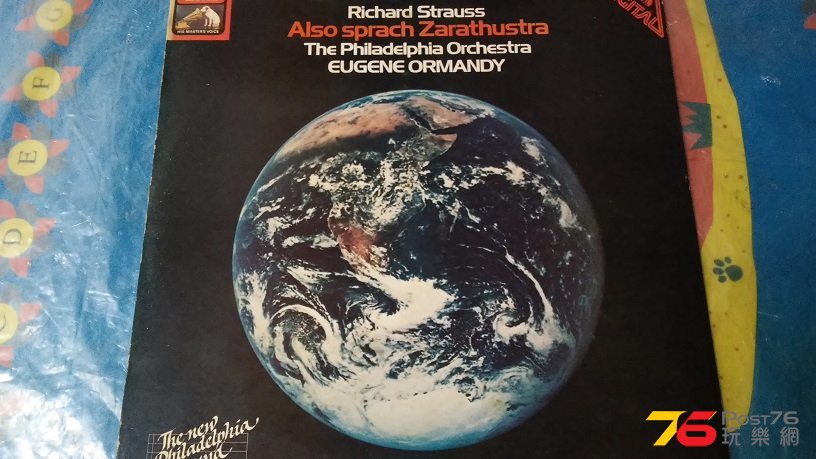 HIS MASTER'S VOICE
Richard Strauss
Also sprach Zarathustra
The Philadelphia Orchestra
EUGENE ORMANDY
DIGITAL
G
F
E
D
C
The new
Philadelphia
76 POST76
玩樂網